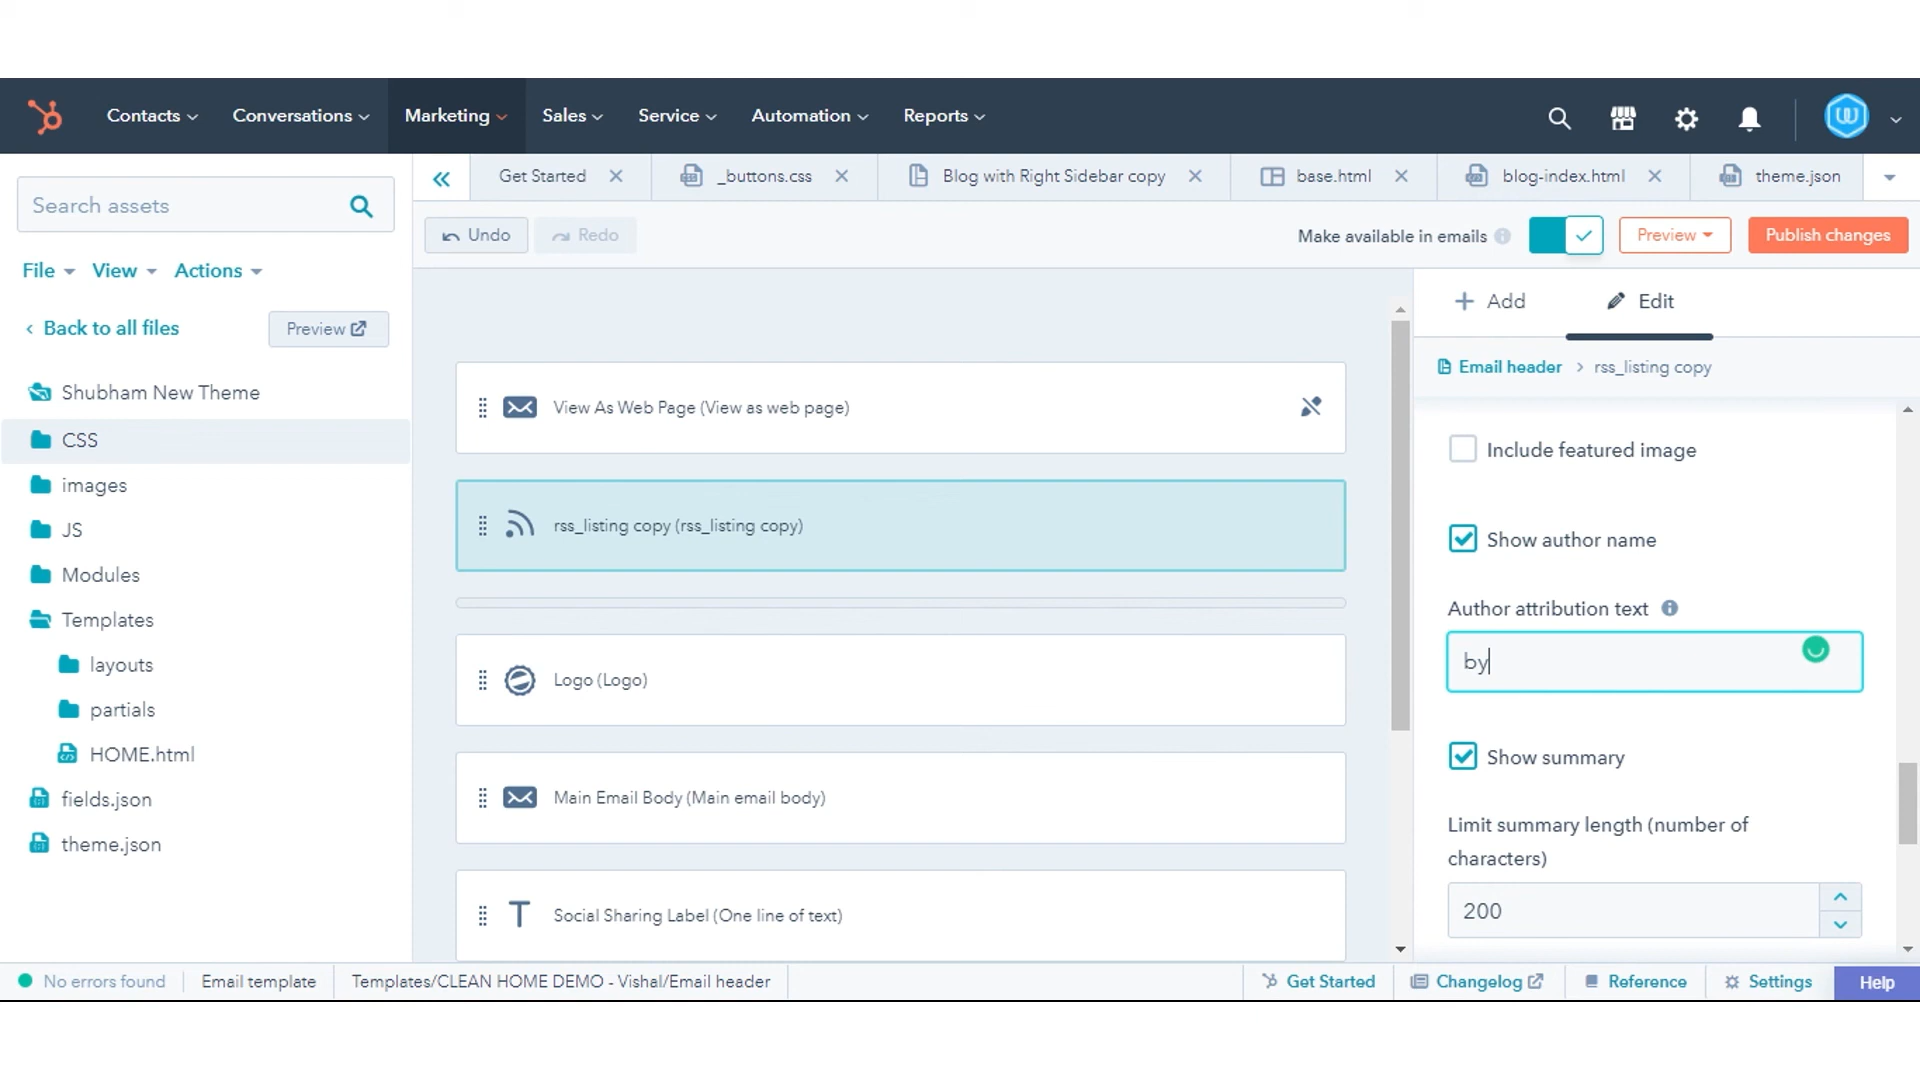 Contacts Conversations Marketing Sales Service Automation Reports
Search assets
File View Actions
Back to all files
Preview
Shubham New Theme
CSS
images
JS
Modules
Templates
layouts
partials
HOME.html
fields.json
theme.json
Get Started _buttons.css Blog with Right Sidebar copy base.html blog-index.html theme.json
Undo Redo
Make available in emails
Preview
Publish changes
View As Web Page (View as web page)
rss_listing copy (rss_listing copy)
Logo (Logo)
Main Email Body (Main email body)
Social Sharing Label (One line of text)
Add Edit
Email header > rss_listing copy
Include featured image
Show author name
Author attribution text
by
Show summary
Limit summary length (number of
characters)
200
No errors found Email template Templates/CLEAN HOME DEMO - Vishal/Email header
Get Started Changelog Reference Settings Help